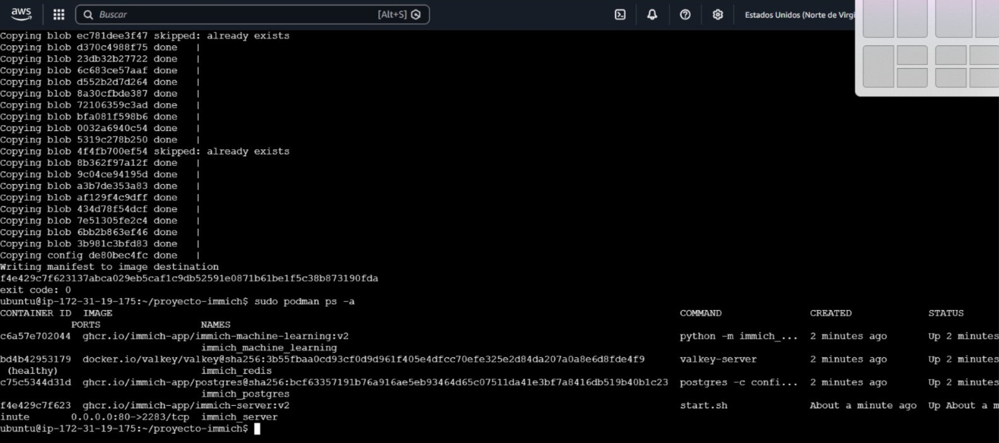 aws
Buscar [Alt+S]
Estados Unidos (Norte de Virgi
Copying blob ec781dee3f47 skipped: already exists
Copying blob d370c4988f75 done   |
Copying blob 23db32b27722 done   |
Copying blob 6c683ce57aaf done   |
Copying blob d552b2d7d264 done   |
Copying blob 8a30cfbde387 done   |
Copying blob 72106359c3ad done   |
Copying blob bfa081f598b6 done   |
Copying blob 0032a6940c54 done   |
Copying blob 5319c278b250 done   |
Copying blob 4f4fb700ef54 skipped: already exists
Copying blob 8b362f97a12f done   |
Copying blob 9c04ce94195d done   |
Copying blob a3b7de353a83 done   |
Copying blob af129f4c9dff done   |
Copying blob 434d78f54dcf done   |
Copying blob 7e51305fe2c4 done   |
Copying blob 6bb2b863ef46 done   |
Copying blob 3b981c3bfd83 done   |
Copying config de80bec4fc done   |
Writing manifest to image destination
f4e429c7f623137abca029eb5caf1c9db52591e0871b61be1f5c38b873190fda
exit code: 0
ubuntu@ip-172-31-19-175:~/proyecto-immich$ sudo podman ps -a
CONTAINER ID  IMAGE  COMMAND  CREATED  STATUS
PORTS  NAMES
c6a57e702044  ghcr.io/immich-app/immich-machine-learning:v2  python -m immich_...  2 minutes ago  Up 2 minutes
immich_machine_learning
bd4b42953179  docker.io/valkey/valkey@sha256:3b55fbaa0cd93cf0d9d961f405e4dfcc70efe325e2d84da207a0a8e6d8fde4f9  valkey-server  2 minutes ago  Up 2 minutes
(healthy)  immich_redis
c75c5344d31d  ghcr.io/immich-app/postgres@sha256:bcf63357191b76a916ae5eb93464d65c07511da41e3bf7a8416db519b40b1c23  postgres -c confi...  2 minutes ago  Up 2 minutes
immich_postgres
f4e429c7f623  ghcr.io/immich-app/immich-server:v2  start.sh  About a minute ago  Up About a m
inute  0.0.0.0:80->2283/tcp  immich_server
ubuntu@ip-172-31-19-175:~/proyecto-immich$